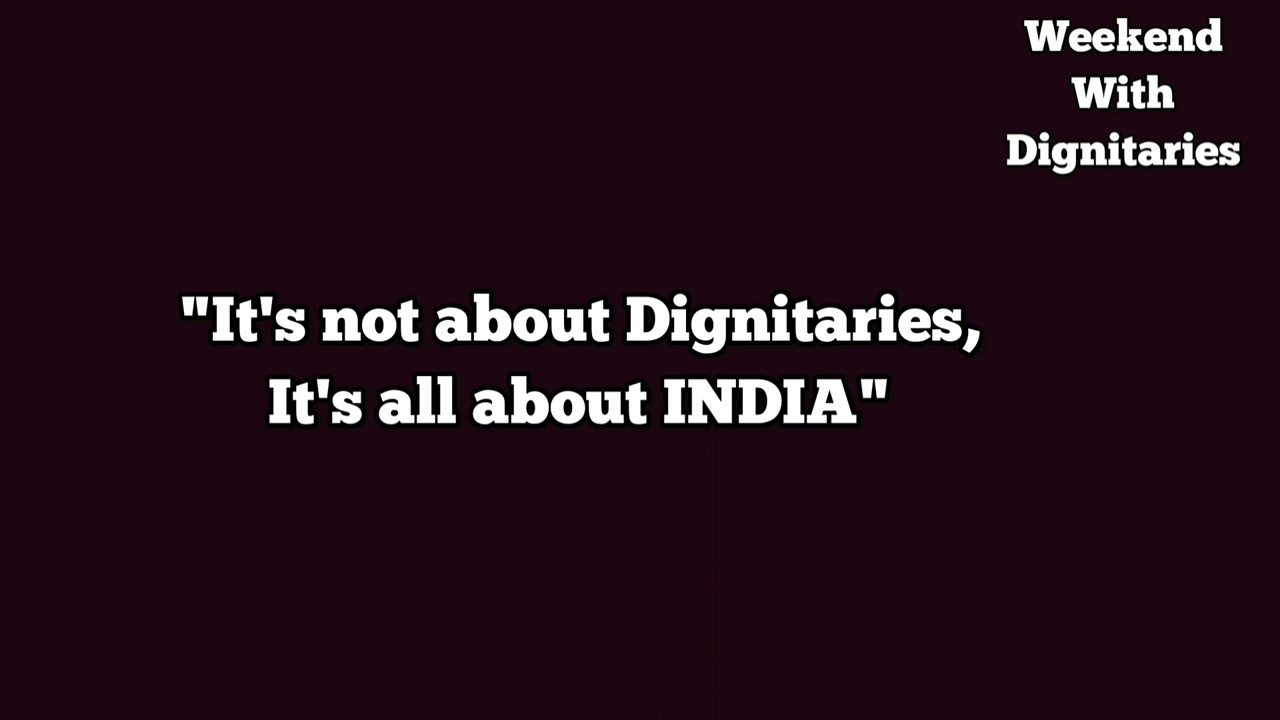 Weekend
With
Dignitaries
"It's not about Dignitaries,
It's all about INDIA"